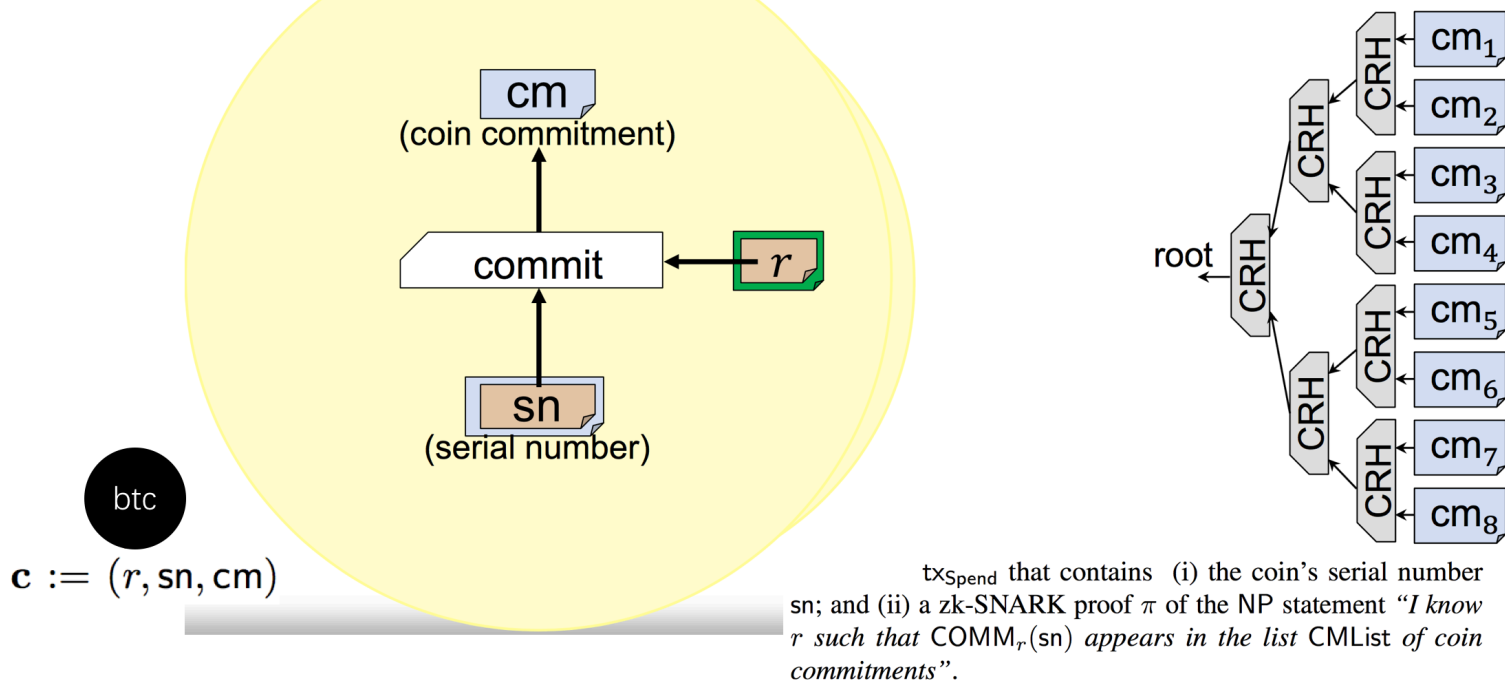 cm
(coin commitment)
commit
r
sn
(serial number)
btc
c := (r, sn, cm)
root
CRH
CRH
CRH
CRH
CRH
CRH
CRH
cm₁
cm₂
cm₃
cm₄
cm₅
cm₆
cm₇
cm₈
tx_Spend that contains (i) the coin's serial number
sn; and (ii) a zk-SNARK proof π of the NP statement “I know
r such that COMMᵣ(sn) appears in the list CMList of coin
commitments”.